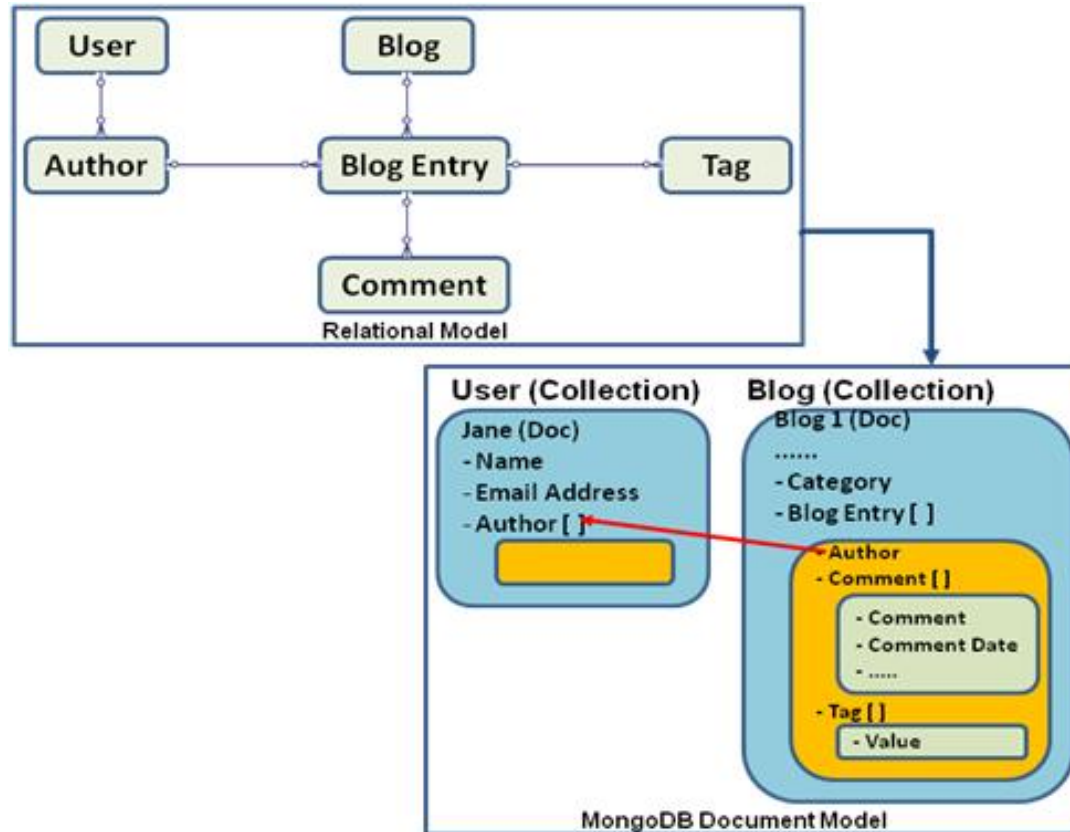 User
Blog
Author
Blog Entry
Tag
Comment
Relational Model
User (Collection)
Jane (Doc)
- Name
- Email Address
- Author [ ]
Blog (Collection)
Blog 1 (Doc)
......
- Category
- Blog Entry [ ]
- Author
- Comment [ ]
- Comment
- Comment Date
- .....
- Tag [ ]
- Value
MongoDB Document Model